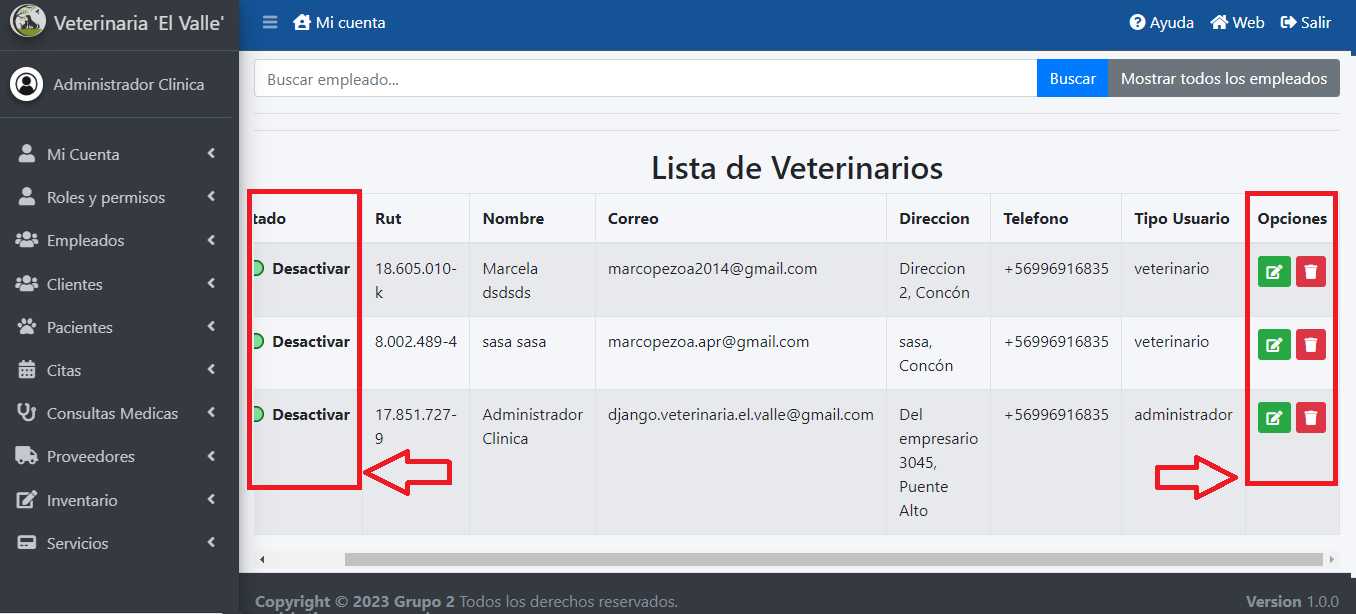 Veterinaria 'El Valle'
Mi cuenta
Ayuda
Web
Salir
Administrador Clinica
Buscar empleado...
Buscar
Mostrar todos los empleados
Mi Cuenta
Roles y permisos
Empleados
Clientes
Pacientes
Citas
Consultas Medicas
Proveedores
Inventario
Servicios
Lista de Veterinarios
tado Rut Nombre Correo Direccion Telefono Tipo Usuario Opciones
Desactivar 18.605.010- Marcela marcopezoa2014@gmail.com Direccion +56996916835 veterinario
k dsdsds 2, Concón
Desactivar 8.002.489-4 sasa sasa marcopezoa.apr@gmail.com sasa, +56996916835 veterinario
Concón
Desactivar 17.851.727- Administrador django.veterinaria.el.valle@gmail.com Del +56996916835 administrador
9 Clinica empresario
3045,
Puente
Alto
Copyright © 2023 Grupo 2 Todos los derechos reservados.
Version 1.0.0